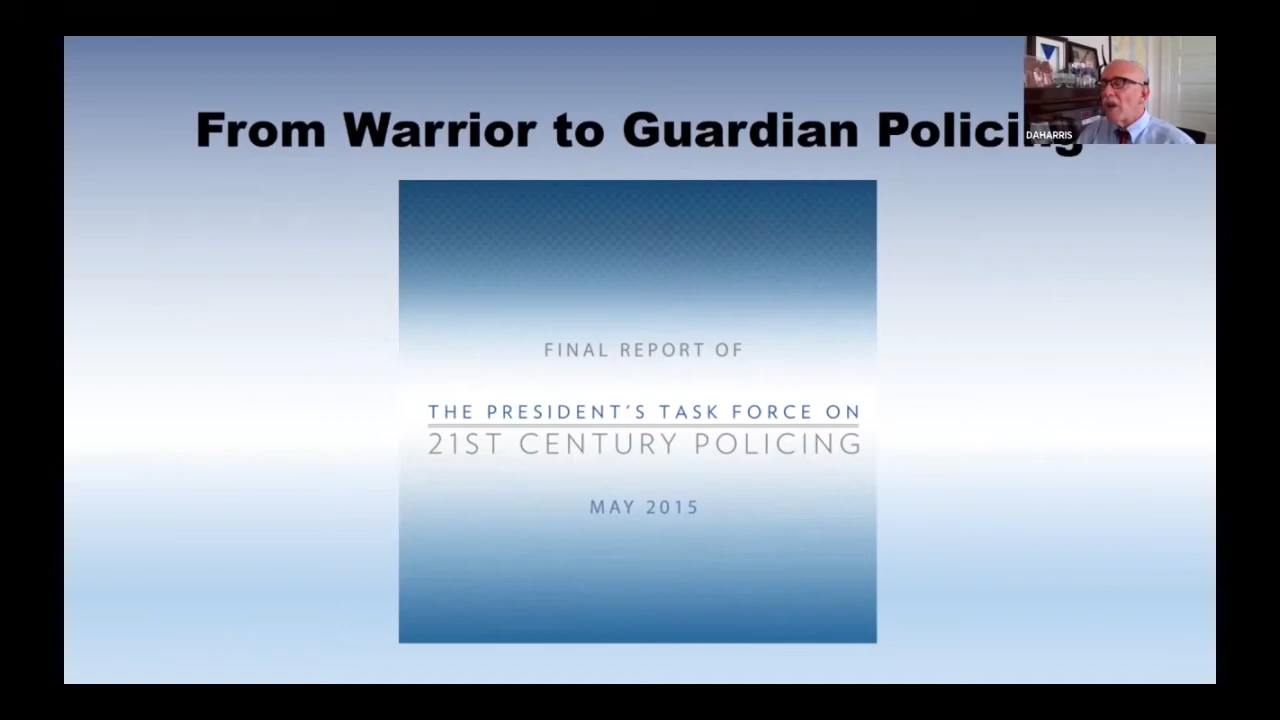 From Warrior to Guardian Policing
DAHARRIS
FINAL REPORT OF
THE PRESIDENT'S TASK FORCE ON
21ST CENTURY POLICING
MAY 2015